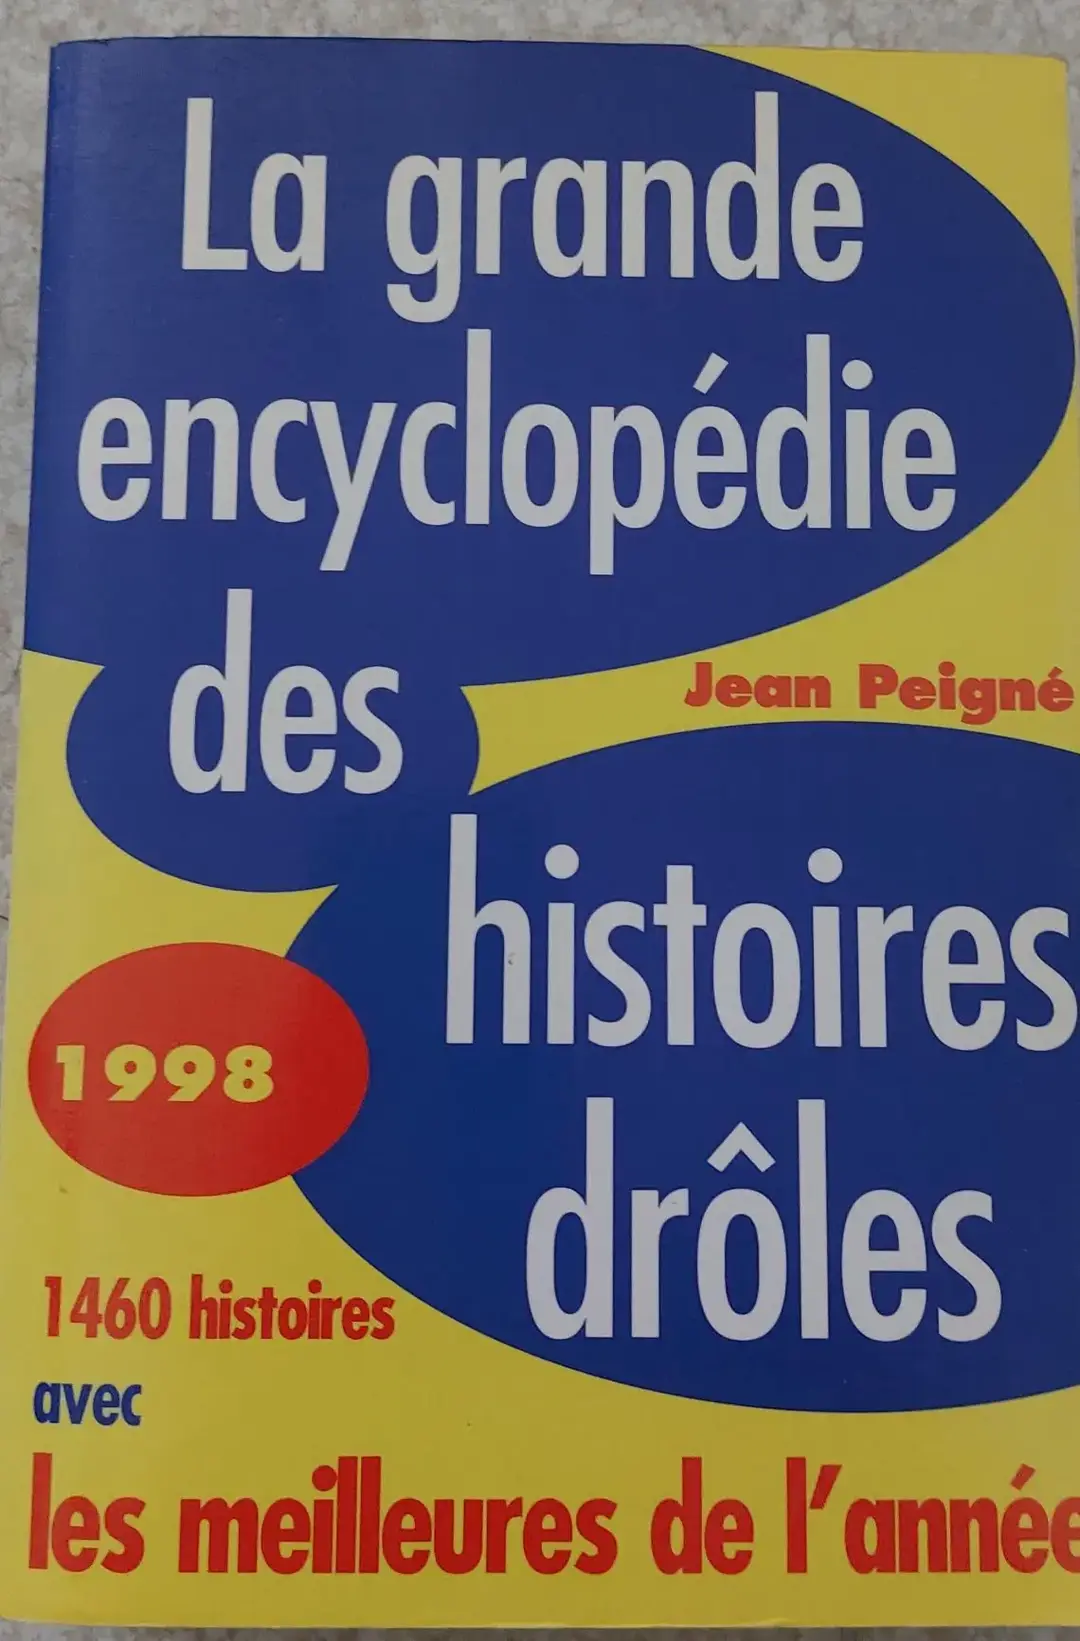 La grande
encyclopédie
des
Jean Peigné
histoires
drôles
1998
1460 histoires
avec
les meilleures de l'année